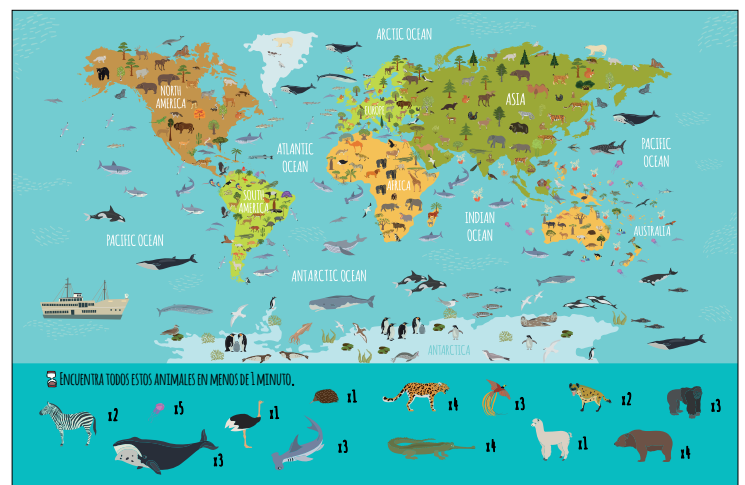 ARCTIC OCEAN
NORTH
AMERICA
EUROPE
ASIA
ATLANTIC
OCEAN
PACIFIC
OCEAN
AFRICA
SOUTH
AMERICA
INDIAN
OCEAN
AUSTRALIA
PACIFIC OCEAN
ANTARCTIC OCEAN
ANTARCTICA
ENCUENTRA TODOS ESTOS ANIMALES EN MENOS DE 1 MINUTO.
x2
x5
x1
x1
x4
x3
x2
x3
x3
x3
x4
x1
x4